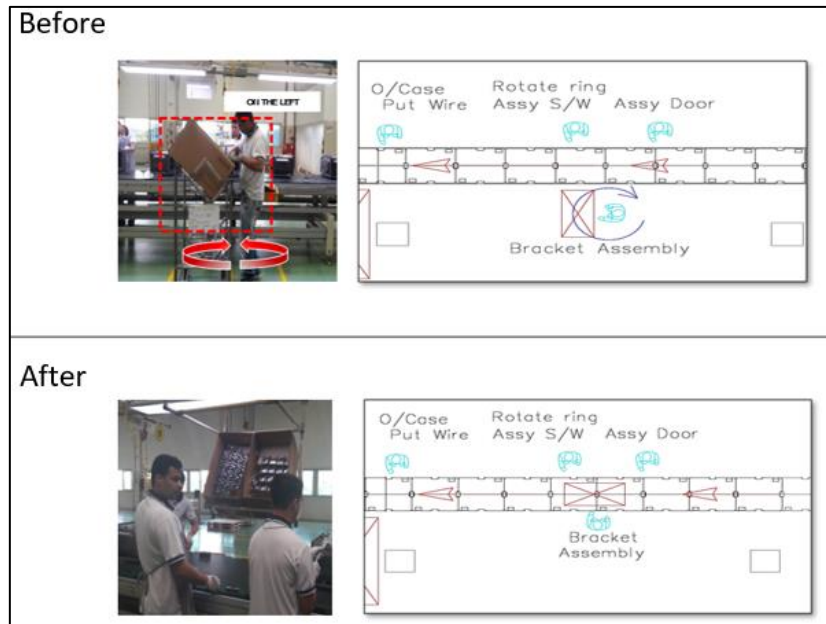 Before
ON THE LEFT
O/Case
Put Wire
Rotate ring
Assy S/W
Assy Door
Bracket Assembly
After
O/Case
Put Wire
Rotate ring
Assy S/W
Assy Door
Bracket
Assembly